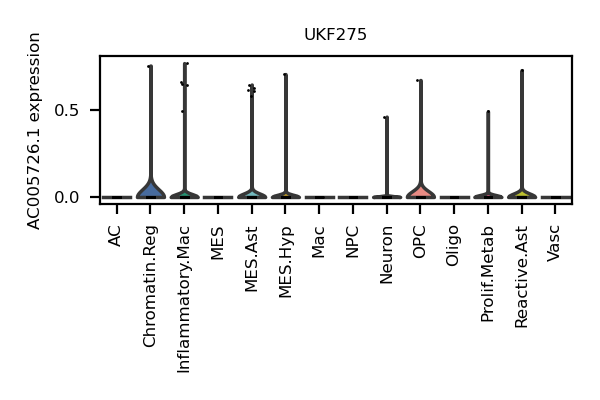 UKF275
AC005726.1 expression
0.5
0.0
AC
Chromatin.Reg
Inflammatory.Mac
MES
MES.Ast
MES.Hyp
Mac
NPC
Neuron
OPC
Oligo
Prolif.Metab
Reactive.Ast
Vasc